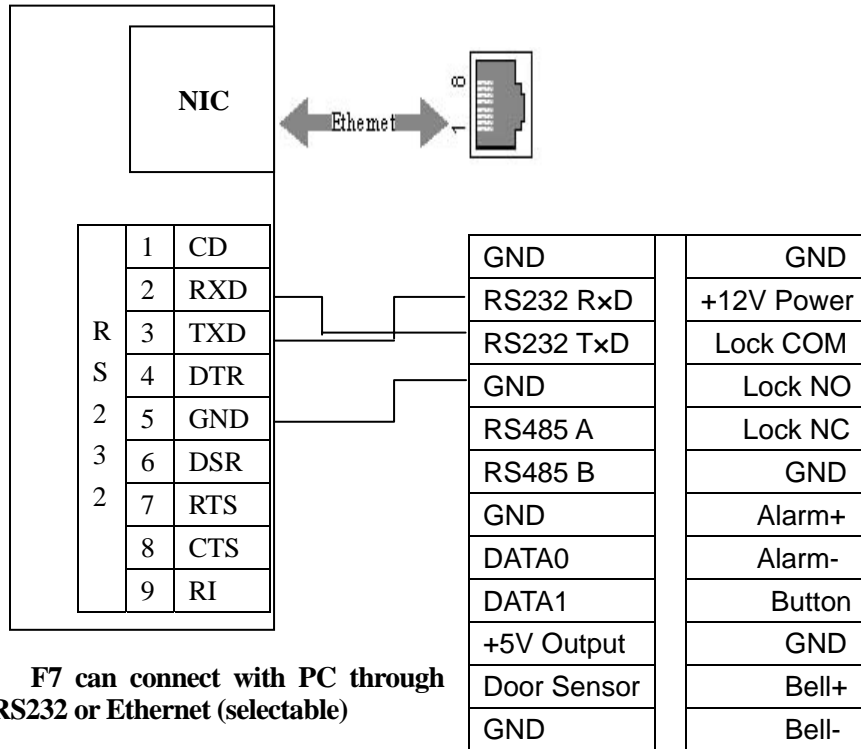 NIC
Ethernet
8
1
RS232
1 CD
2 RXD
3 TXD
4 DTR
5 GND
6 DSR
7 RTS
8 CTS
9 RI
GND GND
RS232 R×D +12V Power
RS232 T×D Lock COM
GND Lock NO
RS485 A Lock NC
RS485 B GND
GND Alarm+
DATA0 Alarm-
DATA1 Button
+5V Output GND
Door Sensor Bell+
GND Bell-
F7 can connect with PC through
RS232 or Ethernet (selectable)